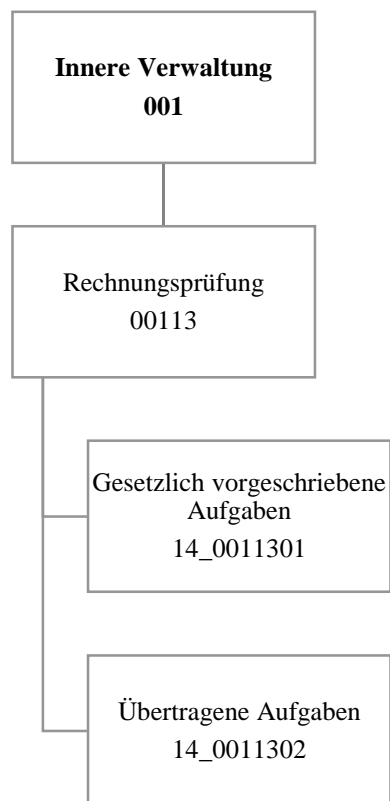 Innere Verwaltung
001
Rechnungsprüfung
00113
Gesetzlich vorgeschriebene
Aufgaben
14_0011301
Übertragene Aufgaben
14_0011302